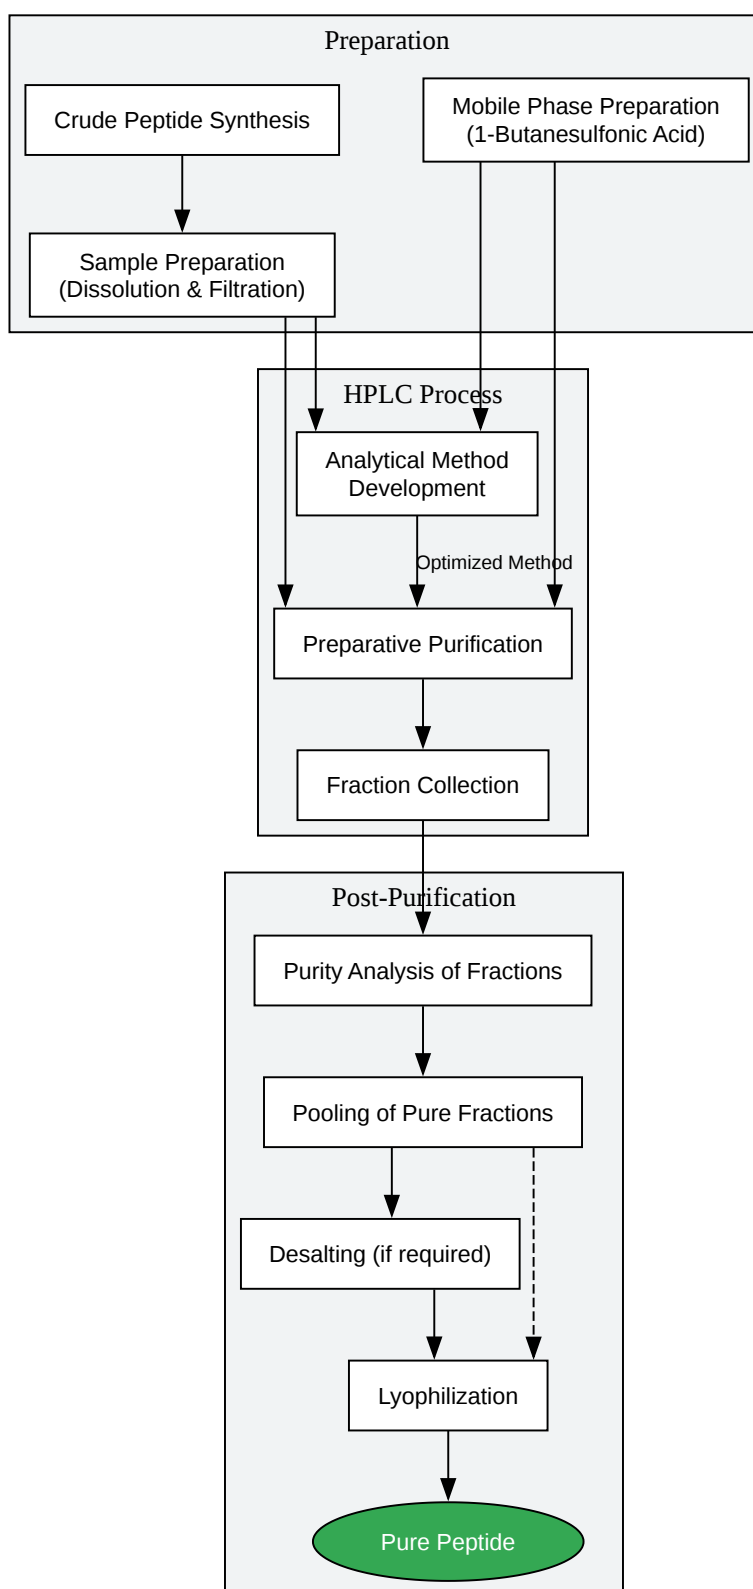 Preparation
Crude Peptide Synthesis
Mobile Phase Preparation
(1-Butanesulfonic Acid)
Sample Preparation
(Dissolution & Filtration)
HPLC Process
Analytical Method
Development
Optimized Method
Preparative Purification
Fraction Collection
Post-Purification
Purity Analysis of Fractions
Pooling of Pure Fractions
Desalting (if required)
Lyophilization
Pure Peptide